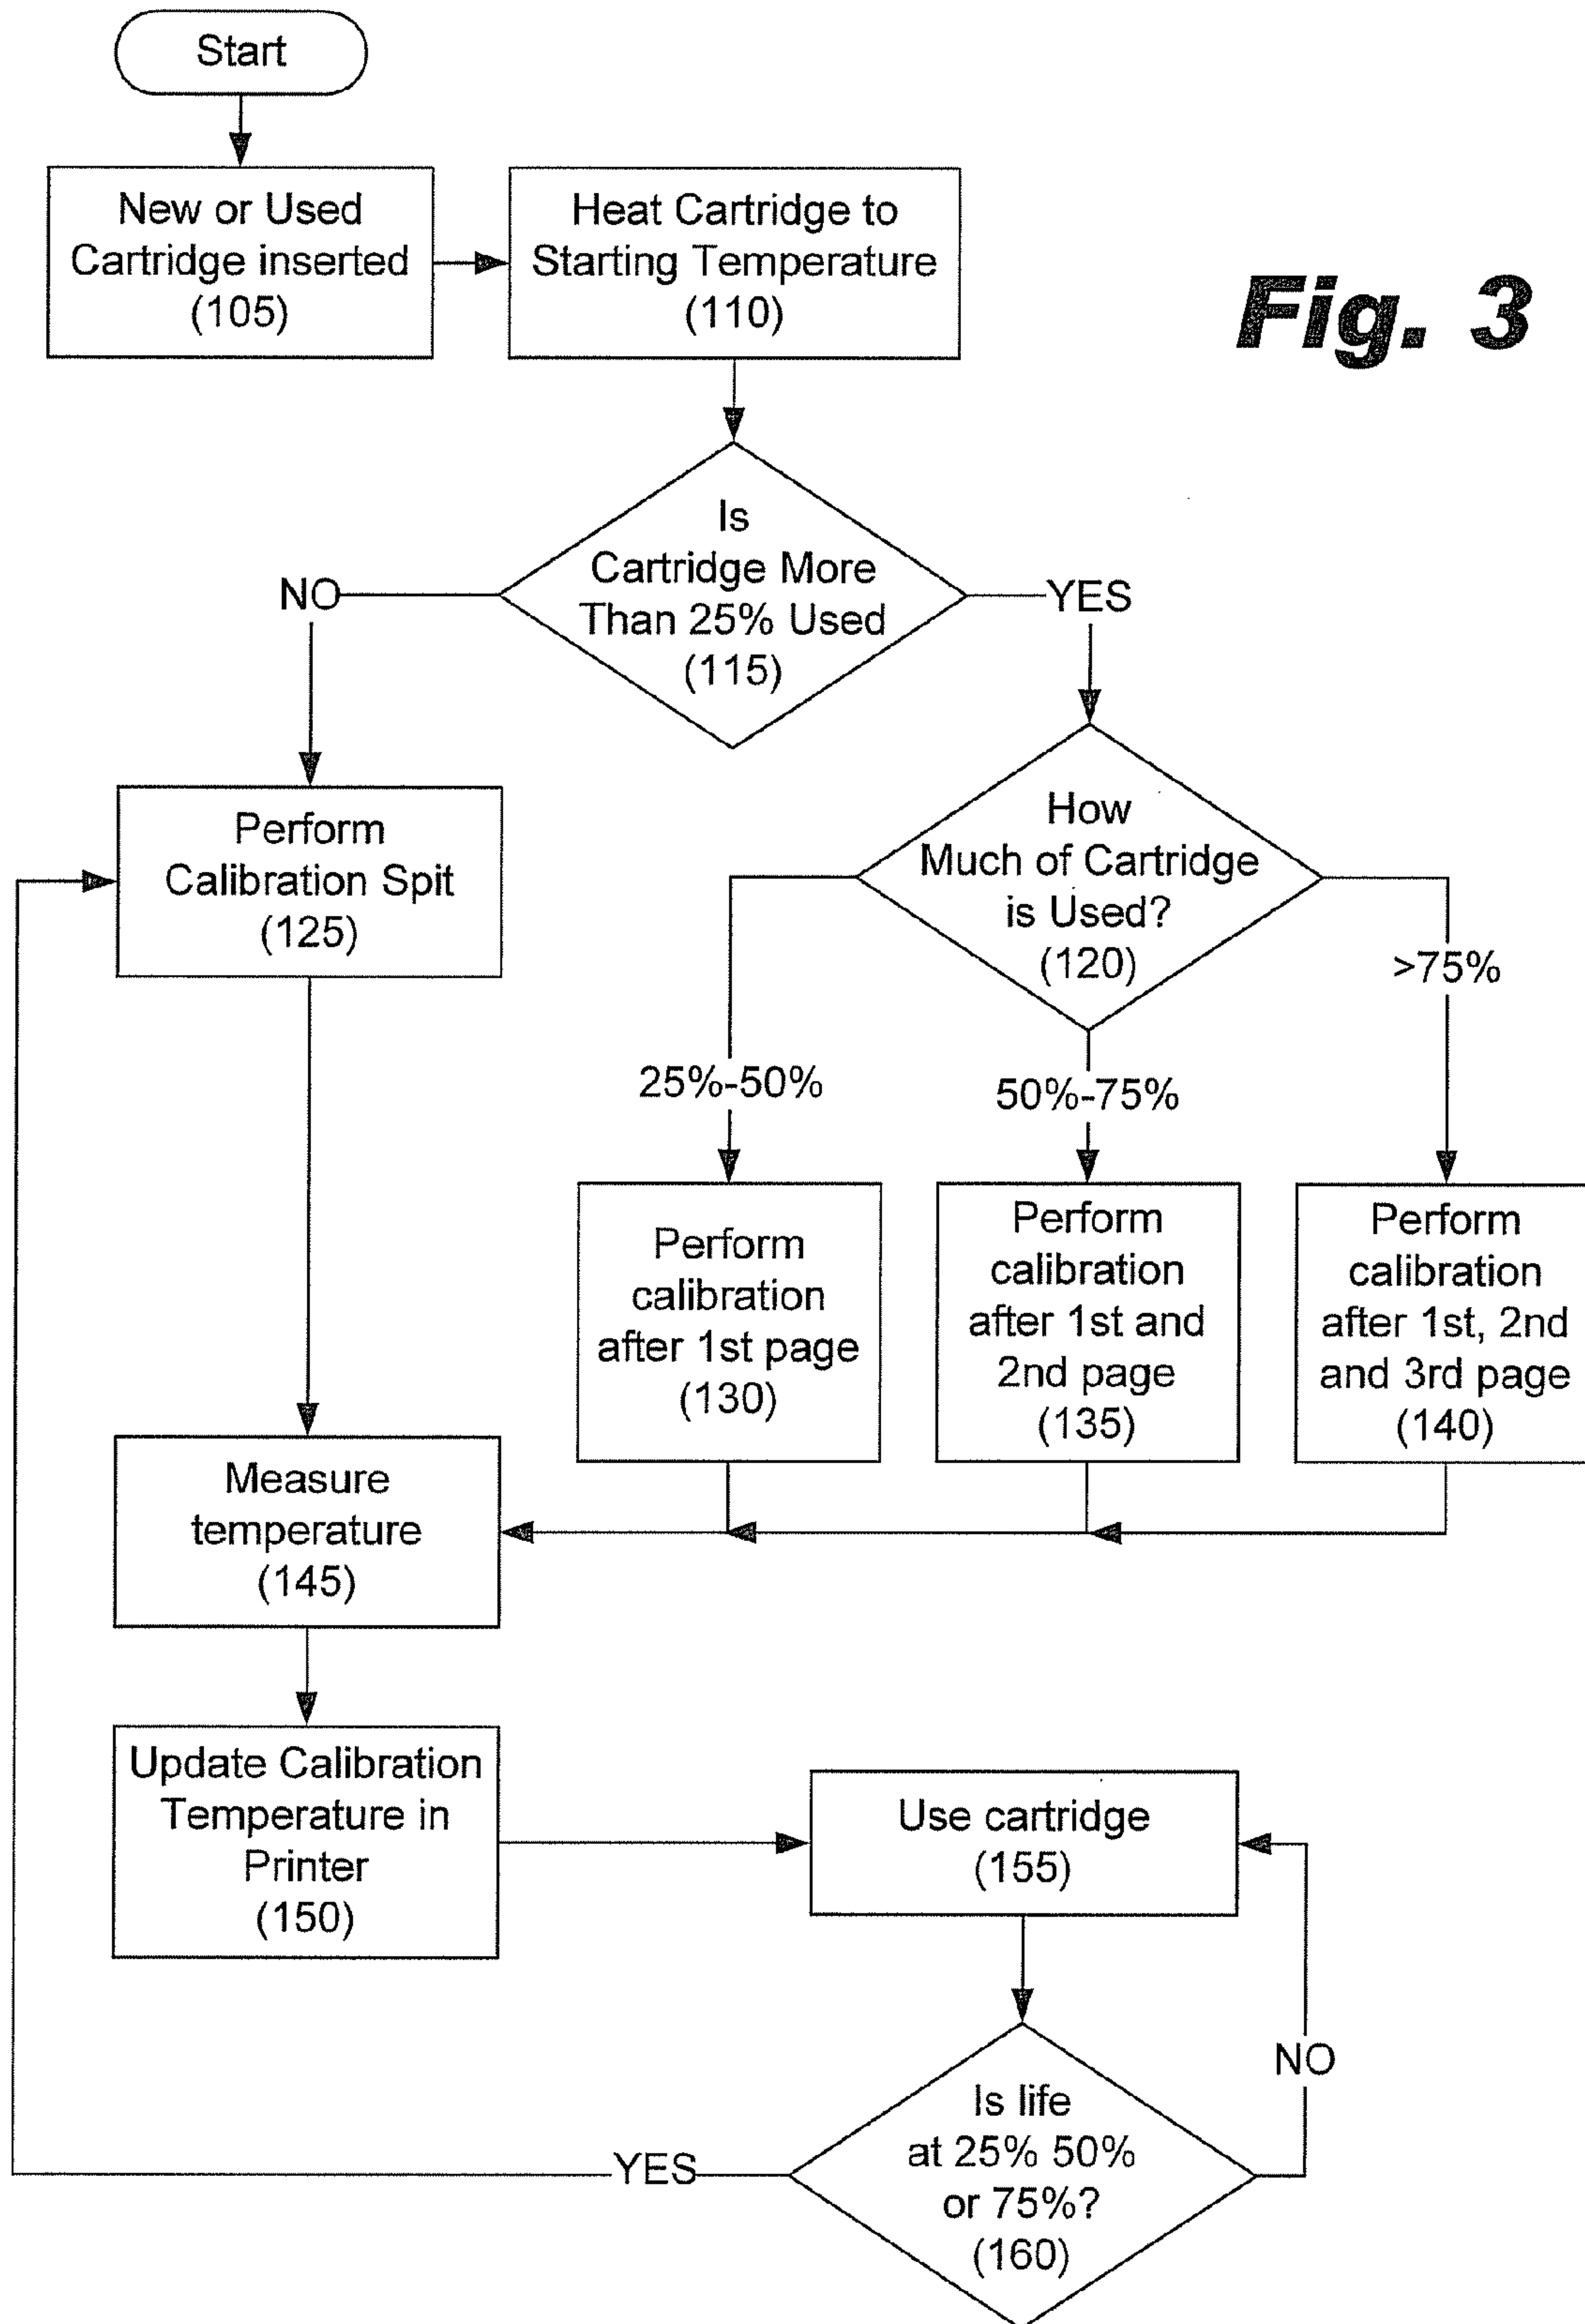 Start
New or Used
Cartridge inserted
(105)
Heat Cartridge to
Starting Temperature
(110)
Fig. 3
Is
Cartridge More
Than 25% Used
(115)
NO
YES
Perform
Calibration Spit
(125)
How
Much of Cartridge
is Used?
(120)
>75%
25%-50%
50%-75%
Perform
calibration
after 1st page
(130)
Perform
calibration
after 1st and
2nd page
(135)
Perform
calibration
after 1st, 2nd
and 3rd page
(140)
Measure
temperature
(145)
Update Calibration
Temperature in
Printer
(150)
Use cartridge
(155)
NO
Is life
at 25% 50%
or 75%?
(160)
YES